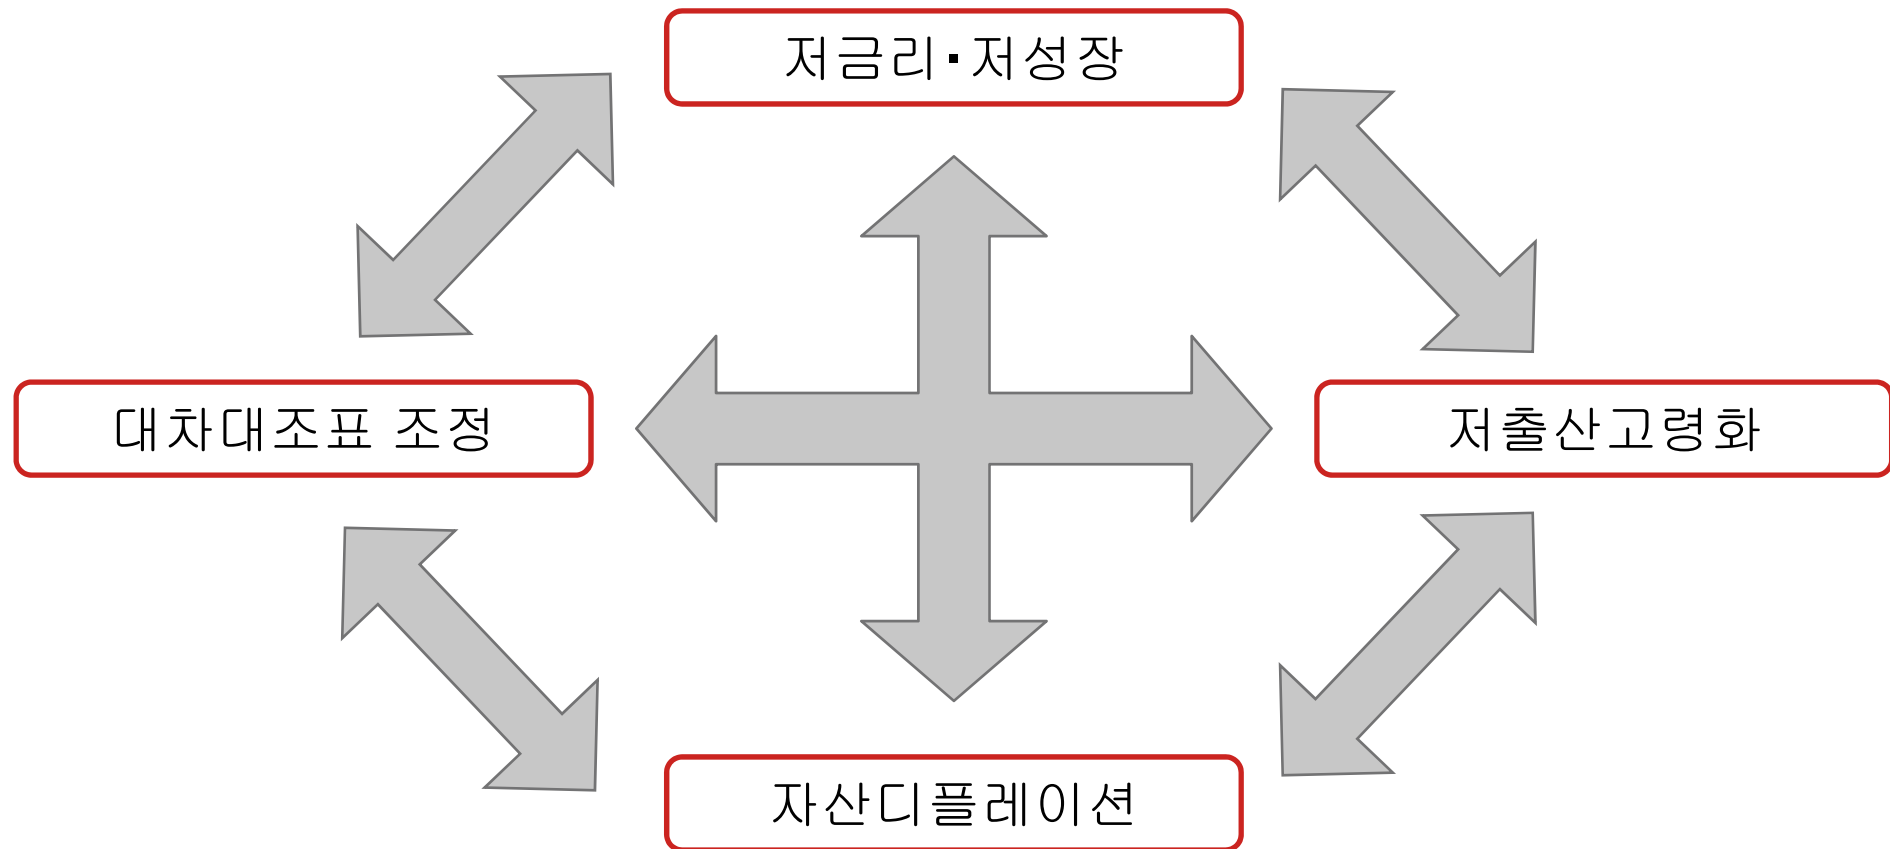 저금리·저성장
대차대조표 조정
저출산고령화
자산디플레이션